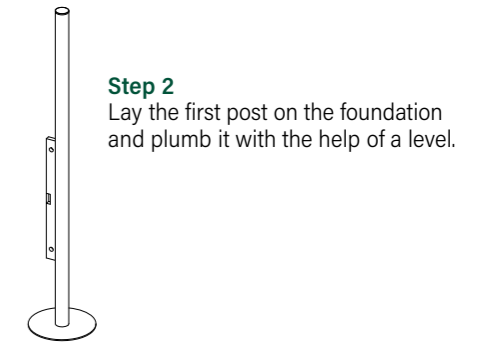 Step 2
Lay the first post on the foundation
and plumb it with the help of a level.